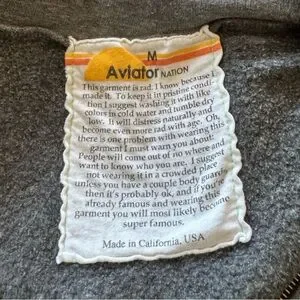 M
Aviator NATION
This garment is rad. I know because I
made it. To keep it in pristine condi-
tion I suggest washing it with like
colors in cold water and tumble dry
low. It will distress naturally and
become even more rad with age. Oh,
there is one problem with wearing this
garment I must warn you about.
People will come out of no where and
want to know who you are. I suggest
not wearing it in a crowded place
unless you have a couple body guards
then it's probably ok, and if you're
already famous and wearing this
garment you will most likely become
super famous.
Made in California, USA